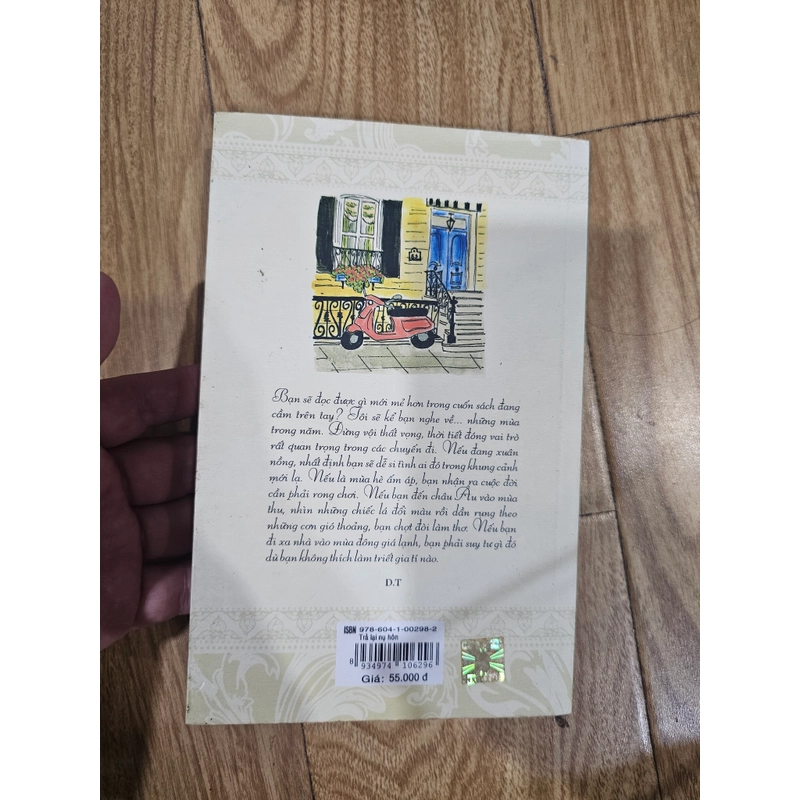 Bạn sẽ đọc được gì mới mẻ hơn trong cuốn sách đang
cầm trên tay? Tôi sẽ kể bạn nghe về... những mùa
trong năm. Đừng vội thất vọng, thời tiết đóng vai trò
rất quan trọng trong các chuyến đi. Nếu đang xuân
nồng, nhất định bạn sẽ dễ si tình ai đó trong khung cảnh
mới lạ. Nếu là mùa hè ấm áp, bạn nhận ra cuộc đời
cần phải rong chơi. Nếu bạn đến châu Âu vào mùa
thu, nhìn những chiếc lá đổi màu rồi dần rụng theo
những cơn gió thoảng, bạn chợt đòi làm thơ. Nếu bạn
đi xa nhà vào mùa đông giá lạnh, bạn phải suy tư gì đó
dù bạn không thích làm triết gia tí nào.
D.T
ISBN 978-604-1-00298-2
Trả lại nụ hôn
8 934974 106296
Giá: 55.000 đ